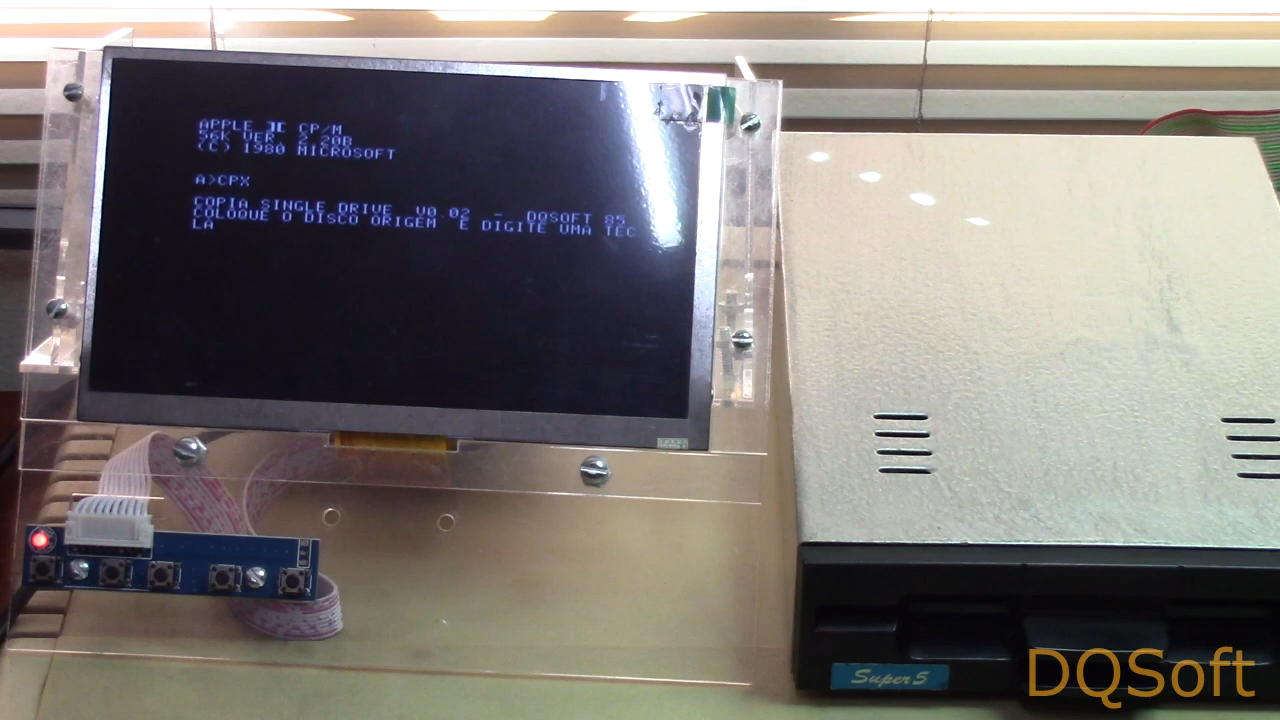 APPLE ][ CP/M
56K VER 2.20B
(C) 1980 MICROSOFT
A>CPX
COPIA SINGLE DRIVE V0.02 - DQSOFT 85
COLOQUE O DISCO ORIGEM E DIGITE UMA TEC
LA
Super 5
DQSoft